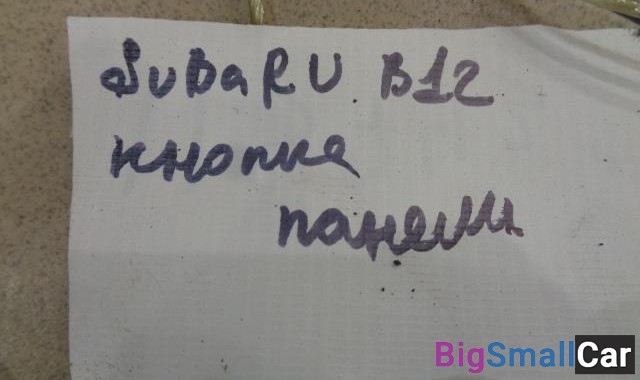 SuBaRU B12
кнопка
панели
BigSmallCar